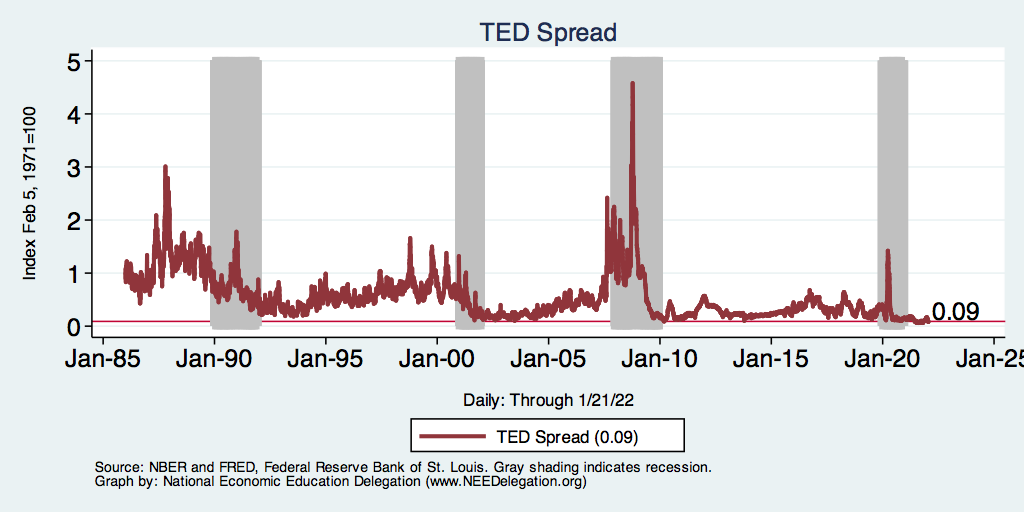 TED Spread
Index Feb 5, 1971=100
5
4
3
2
1
0
0.09
Jan-85 Jan-90 Jan-95 Jan-00 Jan-05 Jan-10 Jan-15 Jan-20 Jan-25
Daily: Through 1/21/22
TED Spread (0.09)
Source: NBER and FRED, Federal Reserve Bank of St. Louis. Gray shading indicates recession.
Graph by: National Economic Education Delegation (www.NEEDelegation.org)